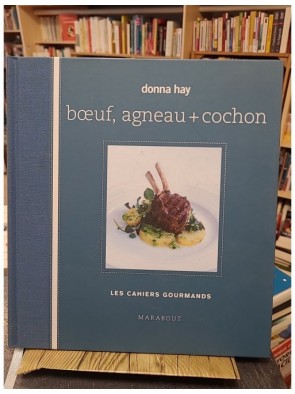 donna hay
bœuf, agneau + cochon
LES CAHIERS GOURMANDS
MARABOUT